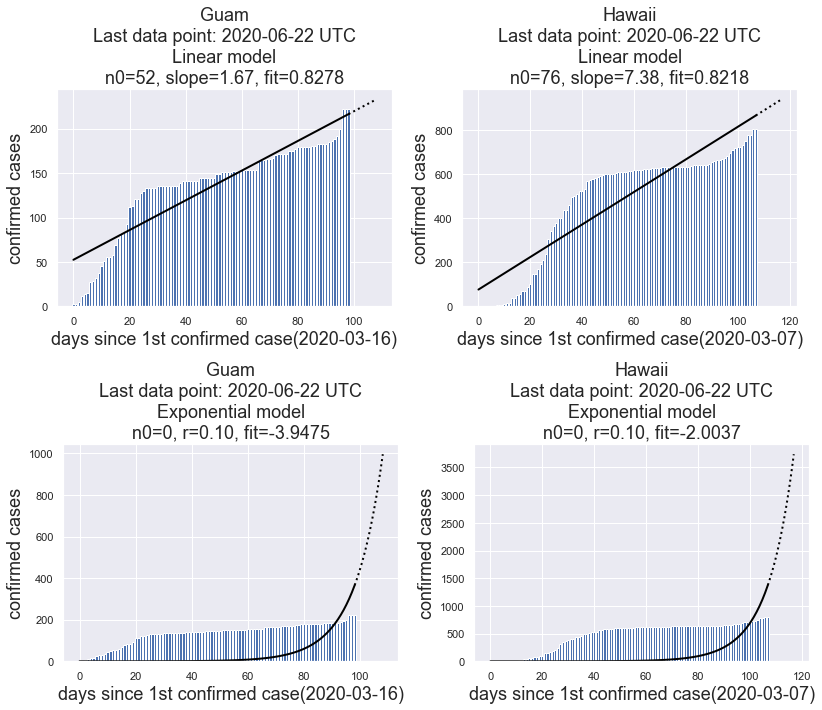 Guam
Last data point: 2020-06-22 UTC
Linear model
n0=52, slope=1.67, fit=0.8278
confirmed cases
200
150
100
50
0
0 20 40 60 80 100
days since 1st confirmed case(2020-03-16)
Hawaii
Last data point: 2020-06-22 UTC
Linear model
n0=76, slope=7.38, fit=0.8218
confirmed cases
800
600
400
200
0
0 20 40 60 80 100 120
days since 1st confirmed case(2020-03-07)
Guam
Last data point: 2020-06-22 UTC
Exponential model
n0=0, r=0.10, fit=-3.9475
confirmed cases
1000
800
600
400
200
0
0 20 40 60 80 100
days since 1st confirmed case(2020-03-16)
Hawaii
Last data point: 2020-06-22 UTC
Exponential model
n0=0, r=0.10, fit=-2.0037
confirmed cases
3500
3000
2500
2000
1500
1000
500
0
0 20 40 60 80 100 120
days since 1st confirmed case(2020-03-07)